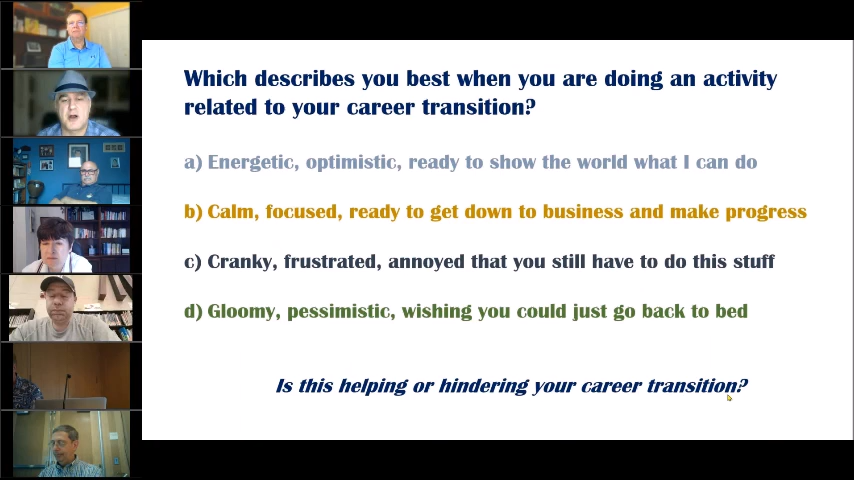 Which describes you best when you are doing an activity
related to your career transition?
a) Energetic, optimistic, ready to show the world what I can do
b) Calm, focused, ready to get down to business and make progress
c) Cranky, frustrated, annoyed that you still have to do this stuff
d) Gloomy, pessimistic, wishing you could just go back to bed
Is this helping or hindering your career transition?